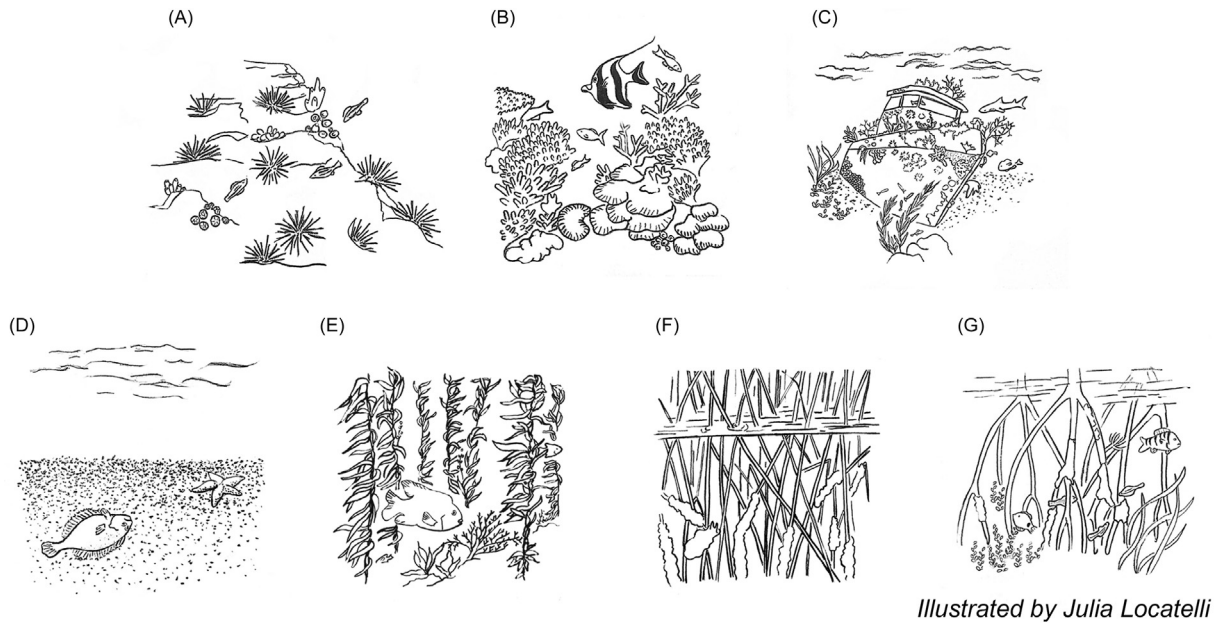 (A)
(B)
(C)
(D)
(E)
(F)
(G)
Illustrated by Julia Locatelli